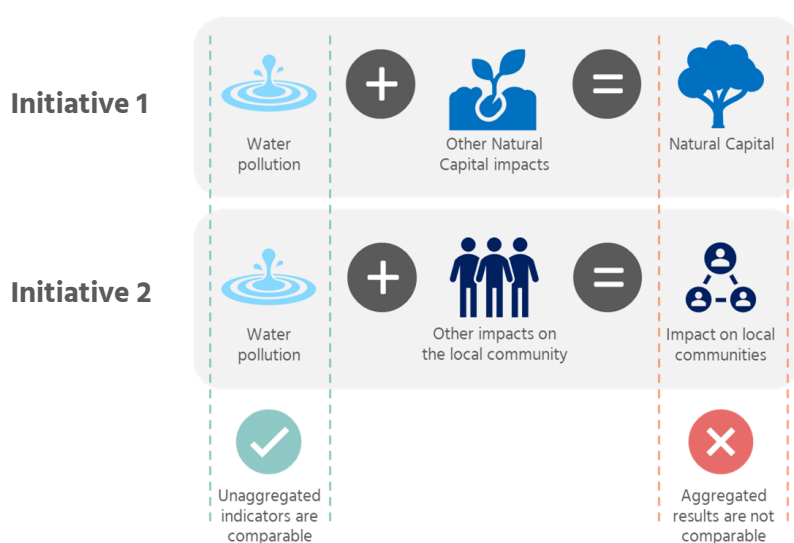 Initiative 1
Water
pollution
Other Natural
Capital impacts
Natural Capital
Initiative 2
Water
pollution
Other impacts on
the local community
Impact on local
communities
Unaggregated
indicators are
comparable
Aggregated
results are not
comparable